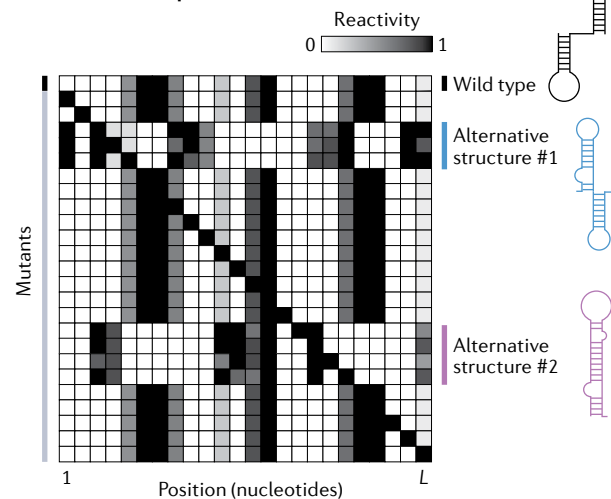 Reactivity
0 1
Wild type
Alternative
structure #1
Mutants
Alternative
structure #2
1 L
Position (nucleotides)